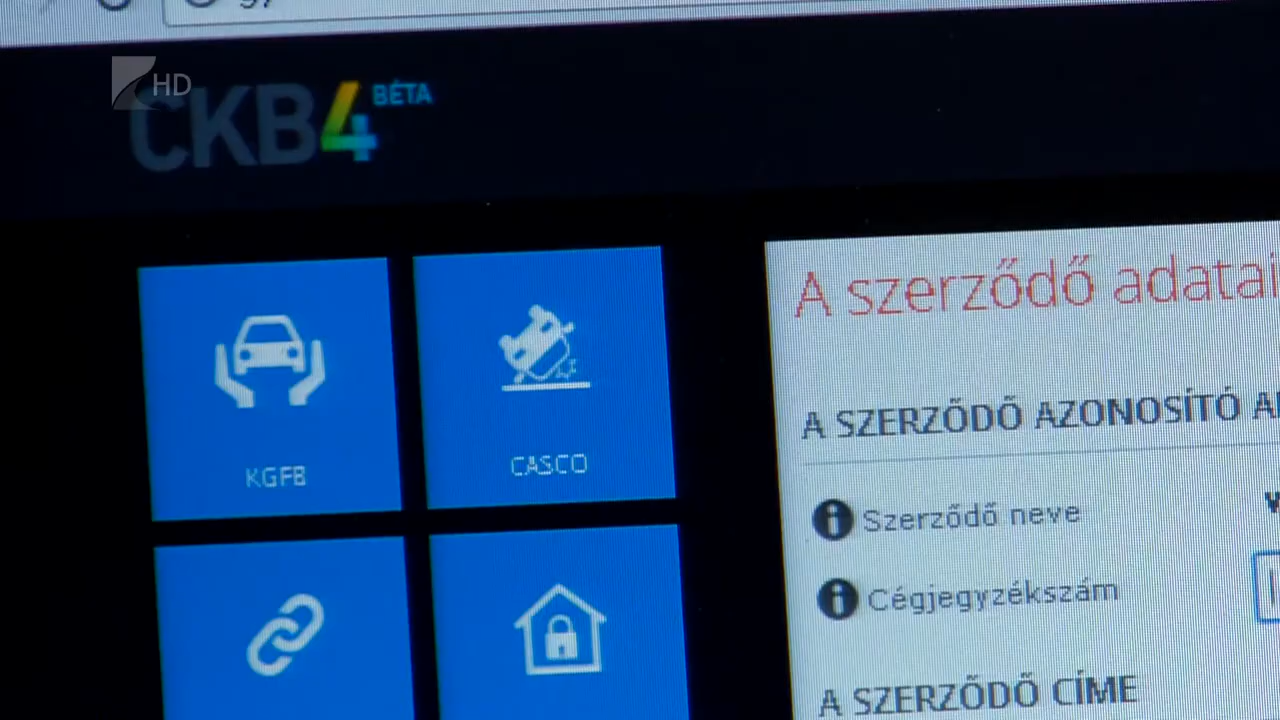 HD
CKB4 BÉTA
KGFB
CASCO
A szerződő adatai
A SZERZŐDŐ AZONOSÍTÓ A
Szerződő neve
Cégjegyzékszám
A SZERZŐDŐ CÍME